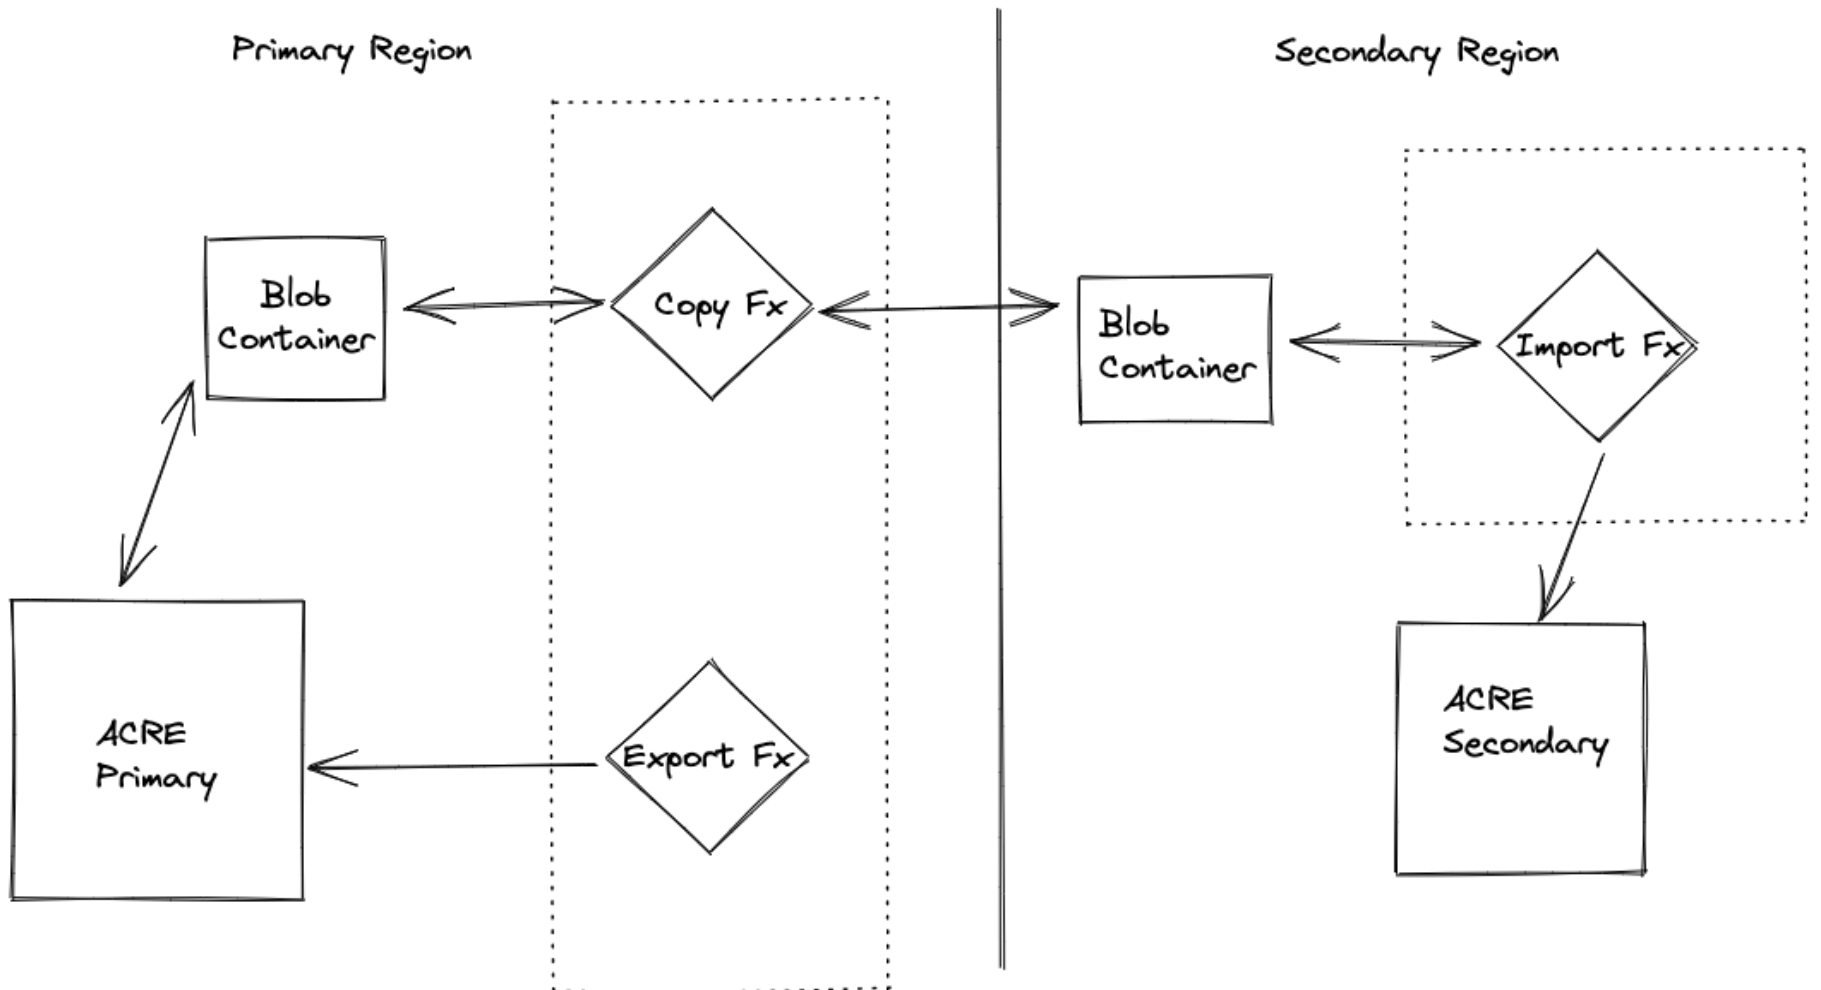 Primary Region
Secondary Region
Blob
Container
Copy Fx
Blob
Container
Import Fx
ACRE
Primary
Export Fx
ACRE
Secondary